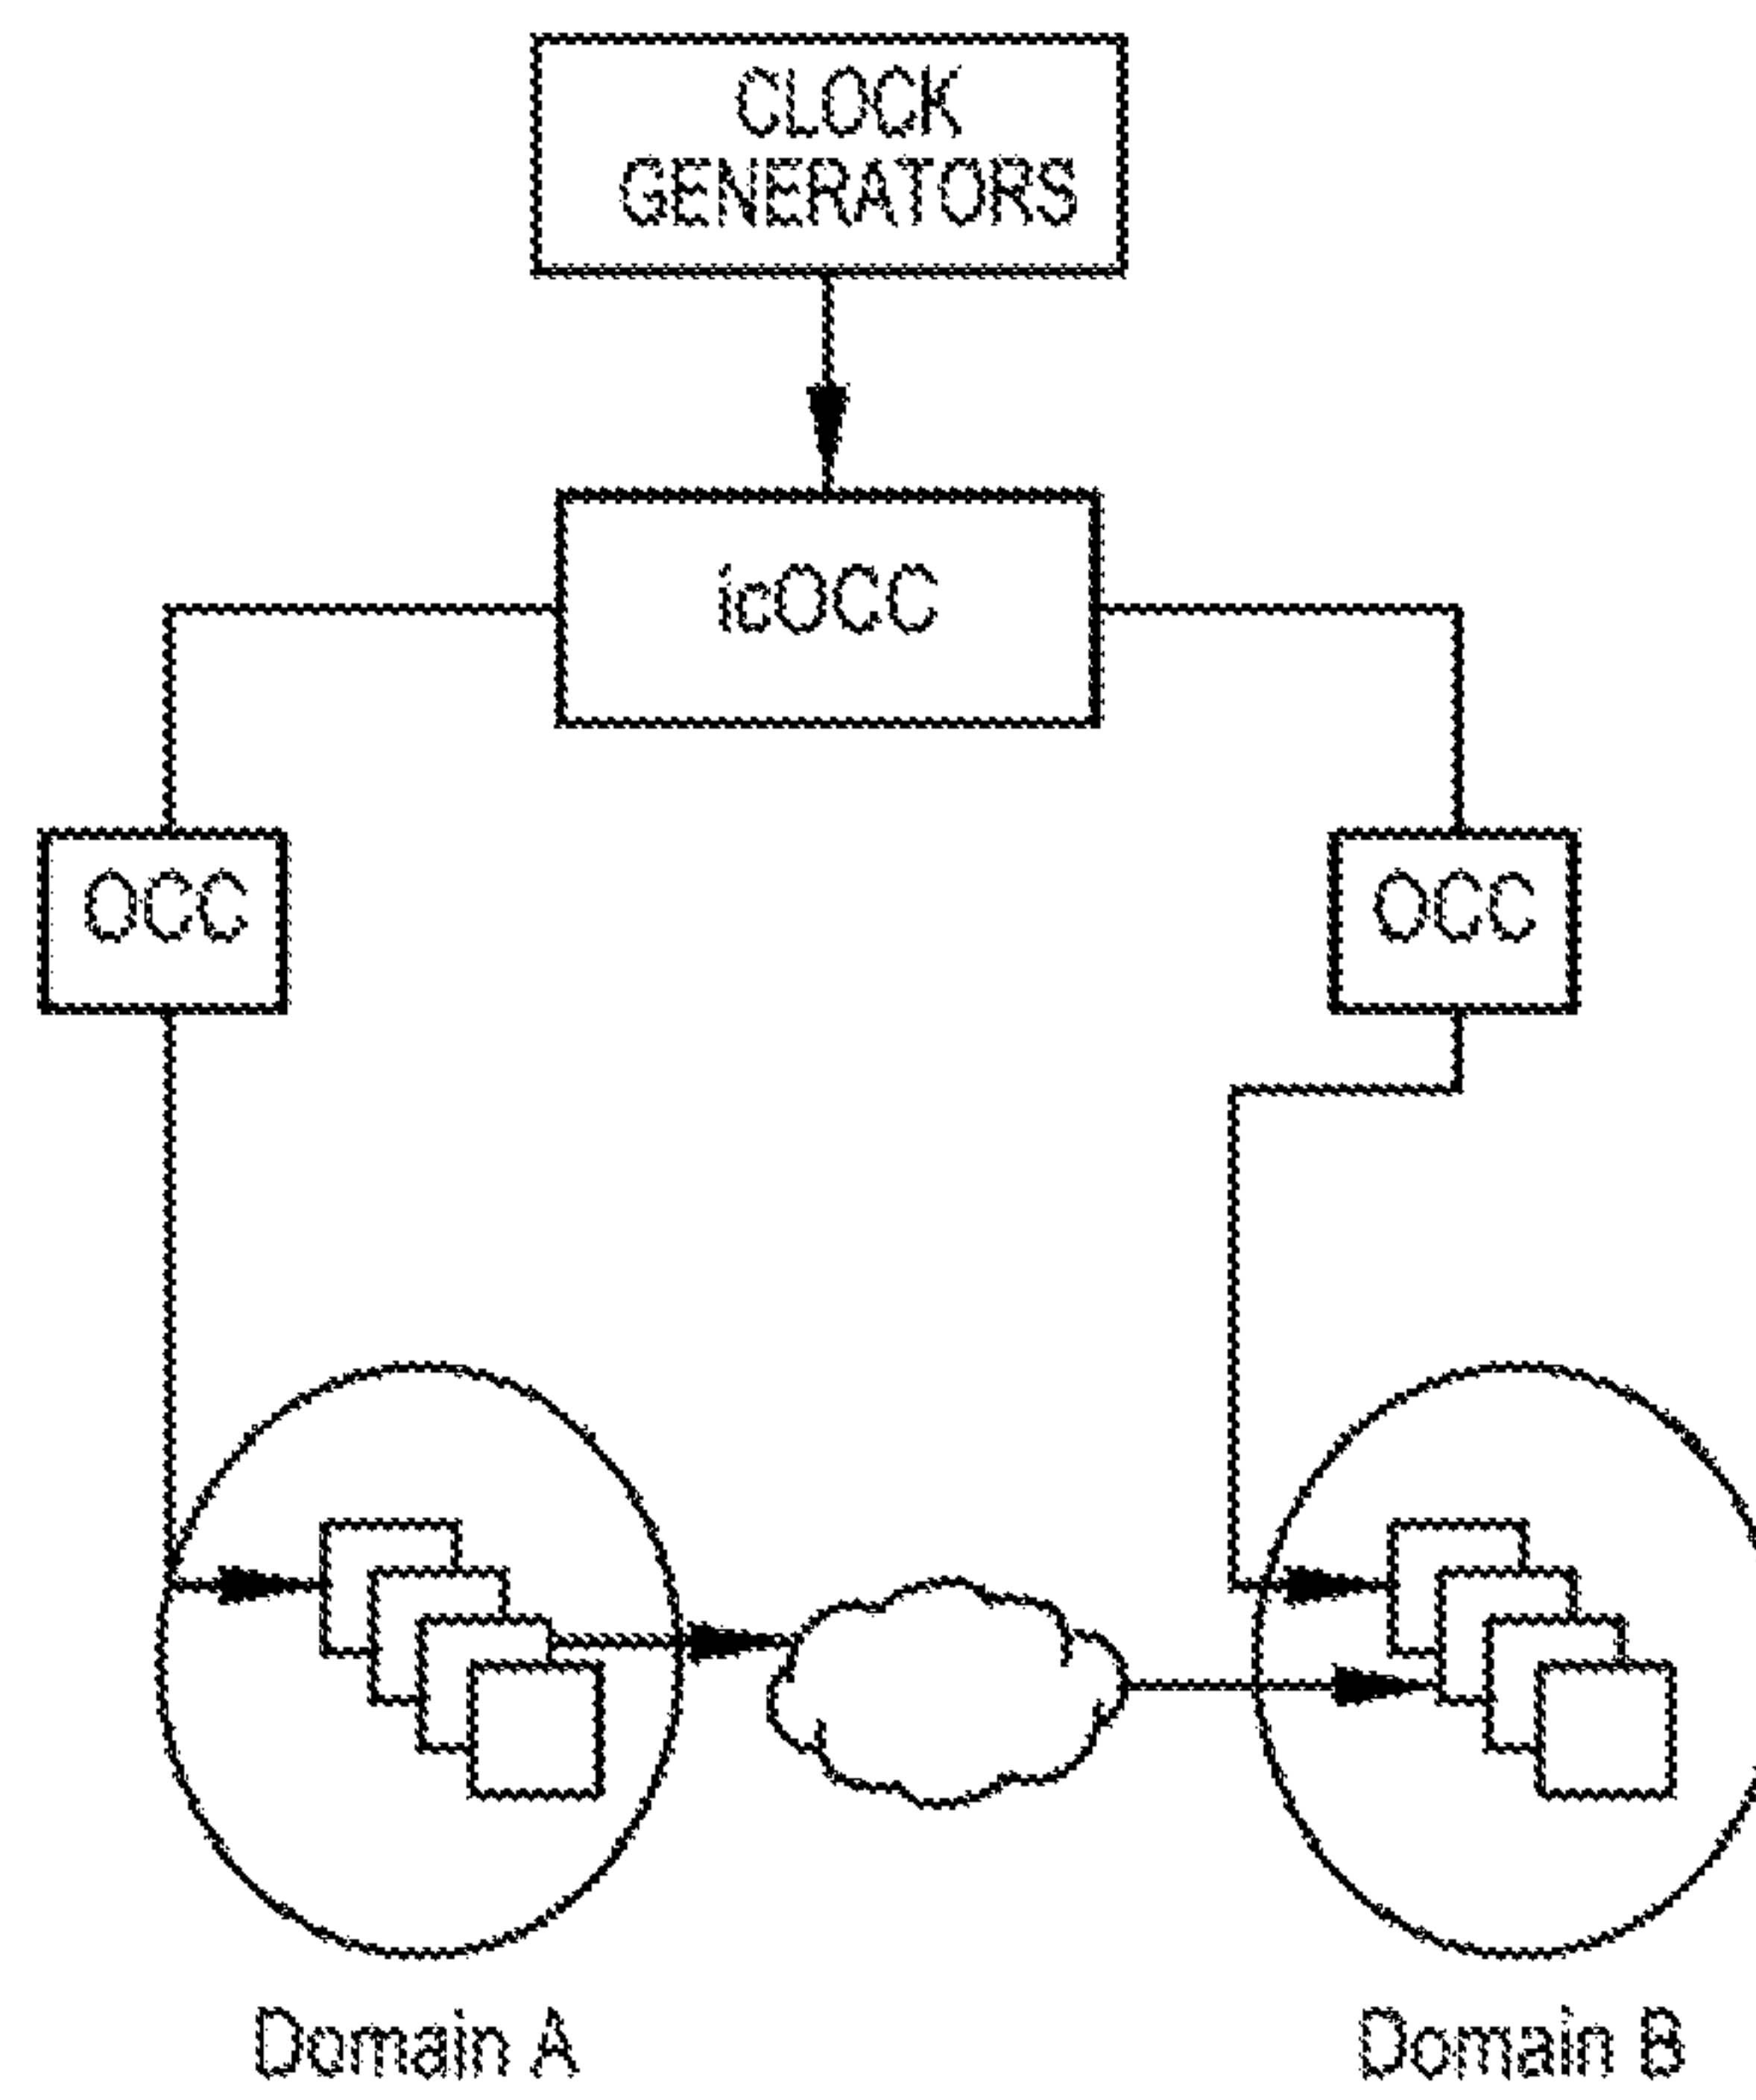 CLOCK
GENERATORS
icOCC
OCC
OCC
Domain A
Domain B